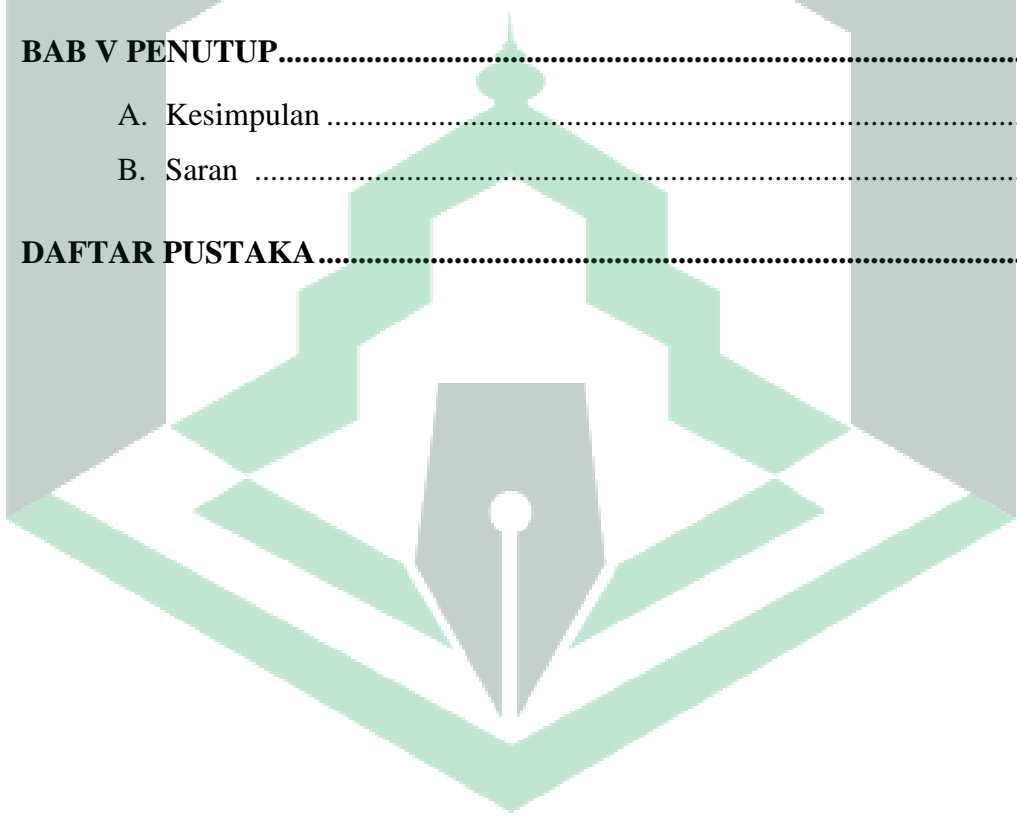 BAB V PENUTUP..........................................................................................
A. Kesimpulan .....................................................................................
B. Saran ...............................................................................................
DAFTAR PUSTAKA.....................................................................................